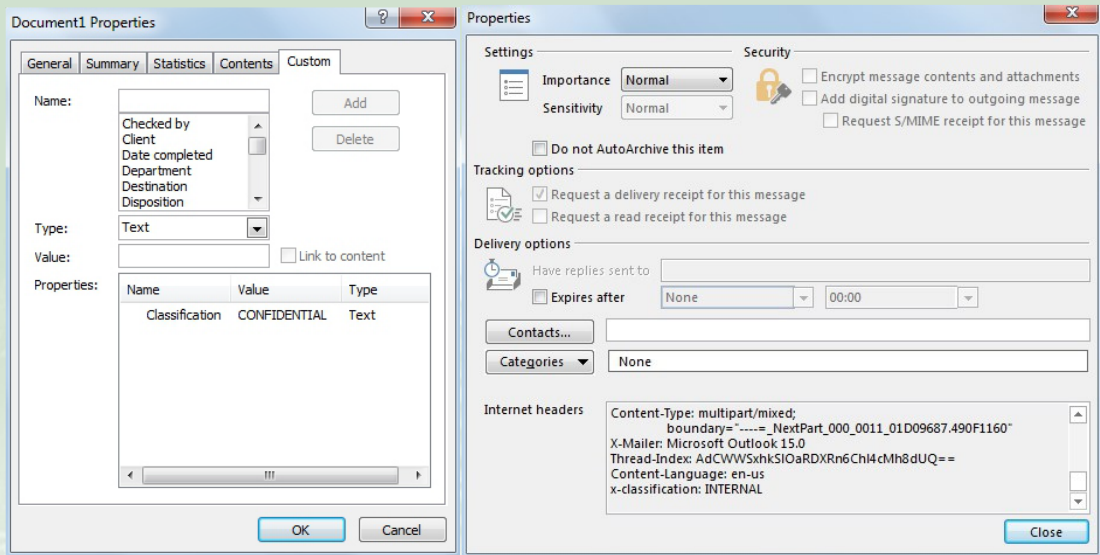 Document1 Properties
General Summary Statistics Contents Custom
Name:
Add
Checked by
Client
Date completed
Department
Destination
Disposition
Delete
Type:
Text
Value:
Link to content
Properties:
Name Value Type
Classification CONFIDENTIAL Text
OK Cancel
Properties
Settings
Importance Normal
Sensitivity Normal
Do not AutoArchive this item
Security
Encrypt message contents and attachments
Add digital signature to outgoing message
Request S/MIME receipt for this message
Tracking options
Request a delivery receipt for this message
Request a read receipt for this message
Delivery options
Have replies sent to
Expires after None 00:00
Contacts...
Categories None
Internet headers
Content-Type: multipart/mixed;
boundary="----=_NextPart_000_0011_01D09687.490F1160"
X-Mailer: Microsoft Outlook 15.0
Thread-Index: AdCWWSxhkSlOaRDXRn6Chl4cMh8dUQ==
Content-Language: en-us
x-classification: INTERNAL
Close